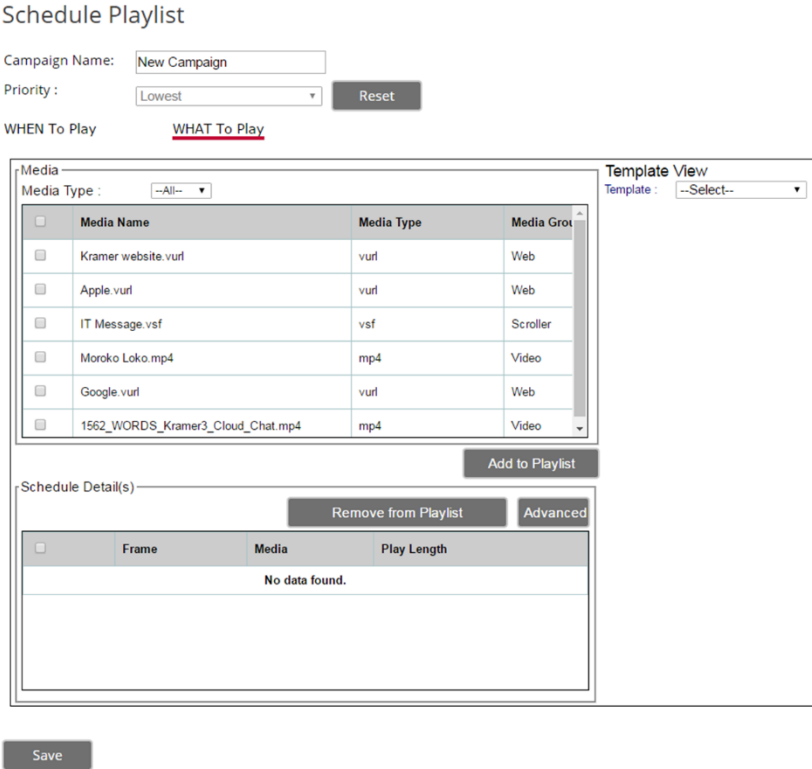 Schedule Playlist
Campaign Name: New Campaign
Priority : Lowest Reset
WHEN To Play WHAT To Play
Media
Media Type : --All--
Media Name Media Type Media Grou
Kramer website.vurl vurl Web
Apple.vurl vurl Web
IT Message.vsf vsf Scroller
Moroko Loko.mp4 mp4 Video
Google.vurl vurl Web
1562_WORDS_Kramer3_Cloud_Chat.mp4 mp4 Video
Add to Playlist
Template View
Template : --Select--
Schedule Detail(s)
Remove from Playlist Advanced
Frame Media Play Length
No data found.
Save